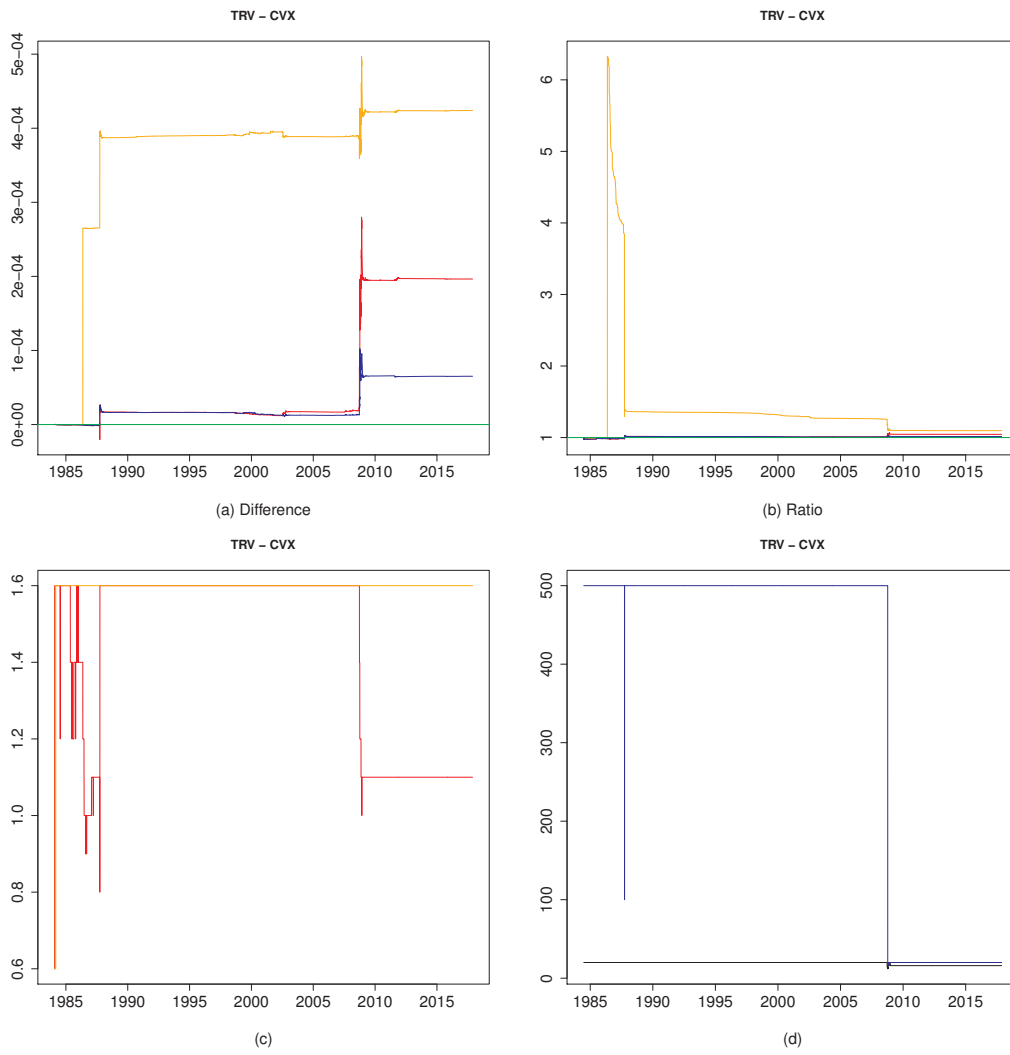 TRV − CVX
TRV − CVX
5e−04
4e−04
3e−04
2e−04
1e−04
0e+00
1985 1990 1995 2000 2005 2010 2015
6
5
4
3
2
1
1985 1990 1995 2000 2005 2010 2015
(a) Difference
(b) Ratio
TRV − CVX
TRV − CVX
1.6
1.4
1.2
1.0
0.8
0.6
1985 1990 1995 2000 2005 2010 2015
500
400
300
200
100
0
1985 1990 1995 2000 2005 2010 2015
(c)
(d)